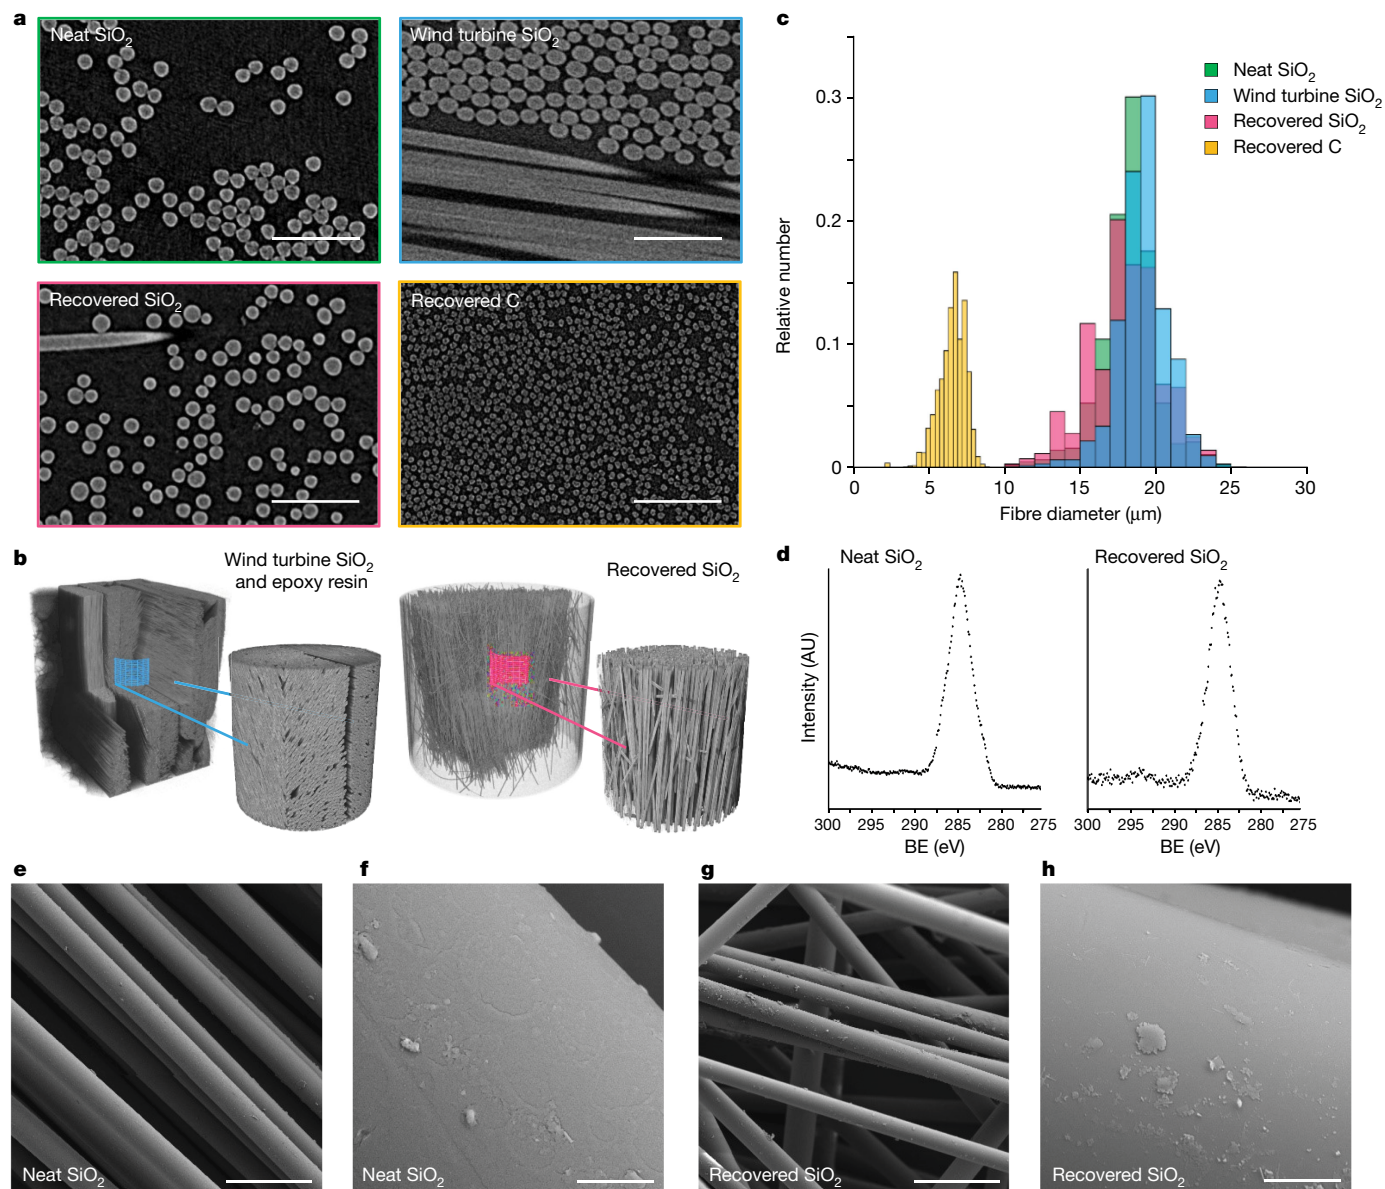 a
Neat SiO2
Wind turbine SiO2
Recovered SiO2
Recovered C
c
Relative number
0.3
0.2
0.1
0
0 5 10 15 20 25 30
Fibre diameter (μm)
Neat SiO2
Wind turbine SiO2
Recovered SiO2
Recovered C
b
Wind turbine SiO2
and epoxy resin
Recovered SiO2
d
Neat SiO2
Recovered SiO2
Intensity (AU)
300 295 290 285 280 275
BE (eV)
300 295 290 285 280 275
BE (eV)
e
Neat SiO2
f
Neat SiO2
g
Recovered SiO2
h
Recovered SiO2